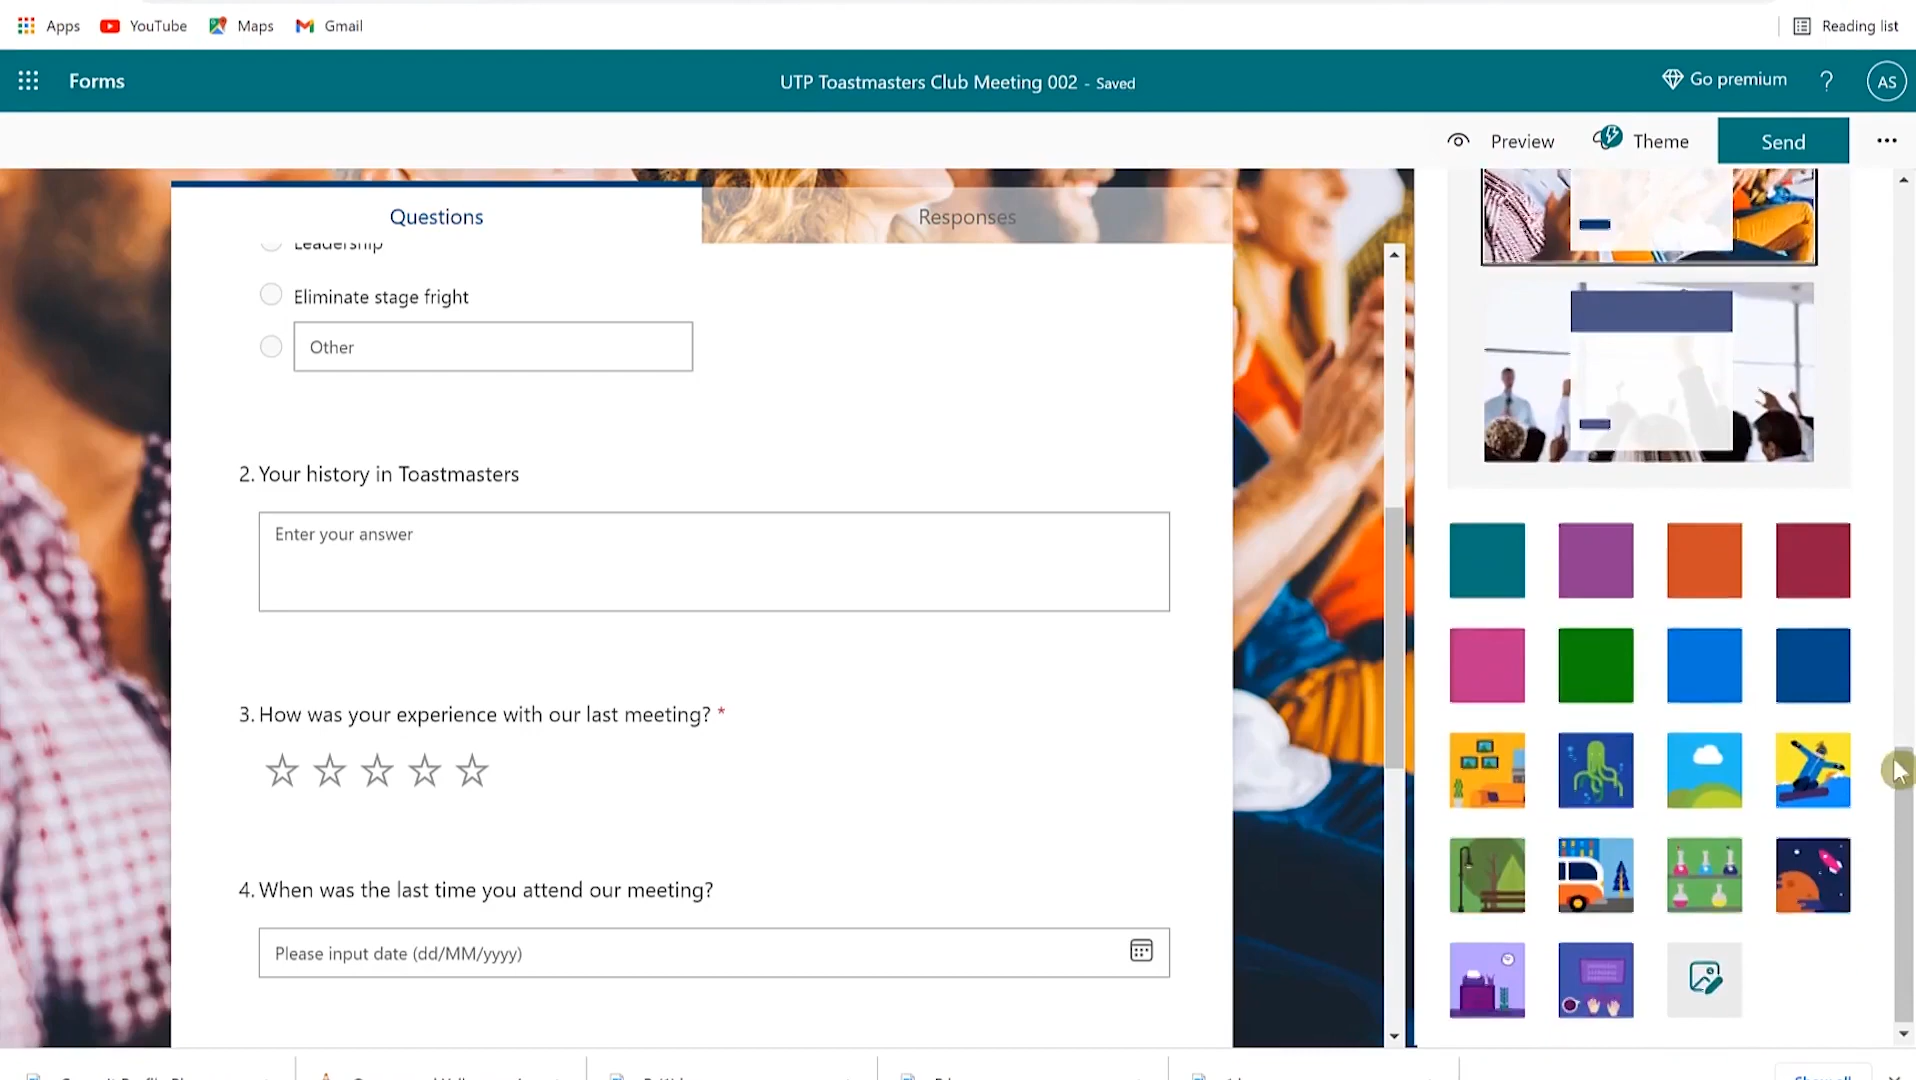 Apps YouTube Maps Gmail Reading list
Forms UTP Toastmasters Club Meeting 002 - Saved Go premium ? AS
Preview Theme Send
Questions Responses
Leadership
Eliminate stage fright
Other
2. Your history in Toastmasters
Enter your answer
3. How was your experience with our last meeting? *
4. When was the last time you attend our meeting?
Please input date (dd/MM/yyyy)
Show all